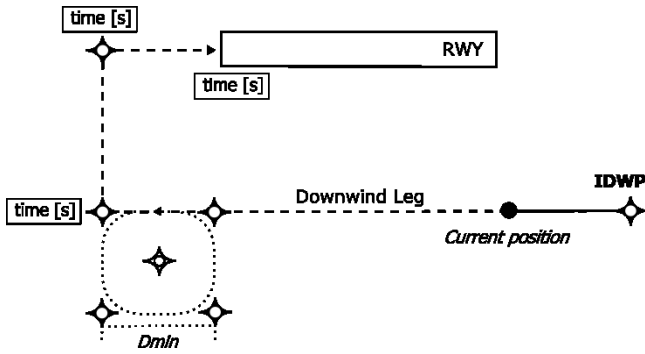 time [s]
RWY
time [s]
IDWP
Downwind Leg
time [s]
Current position
Dmin